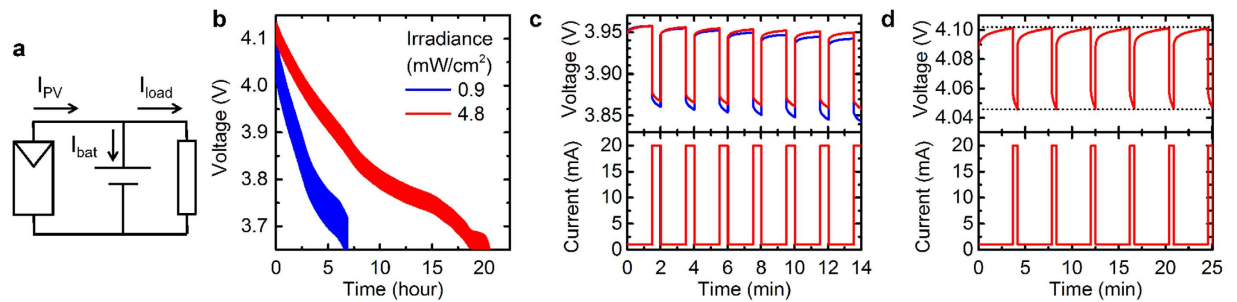 a
I_PV
I_load
I_bat
b
Voltage (V)
4.1
4.0
3.9
3.8
3.7
Irradiance
(mW/cm²)
0.9
4.8
0 5 10 15 20
Time (hour)
c
Voltage (V)
3.95
3.90
3.85
Current (mA)
20
15
10
5
0
0 2 4 6 8 10 12 14
Time (min)
d
Voltage (V)
4.10
4.08
4.06
4.04
Current (mA)
20
15
10
5
0
0 5 10 15 20 25
Time (min)